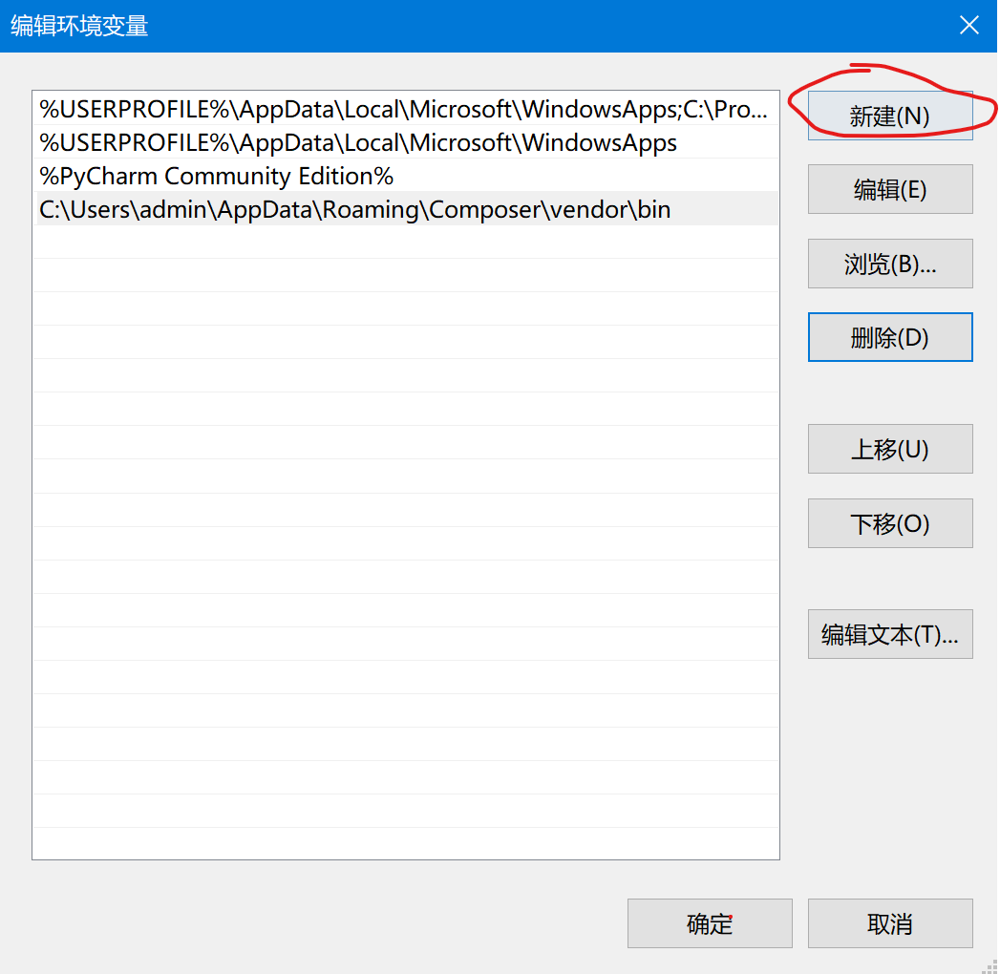 编辑环境变量
%USERPROFILE%\AppData\Local\Microsoft\WindowsApps;C:\Pro...
%USERPROFILE%\AppData\Local\Microsoft\WindowsApps
%PyCharm Community Edition%
C:\Users\admin\AppData\Roaming\Composer\vendor\bin
新建(N)
编辑(E)
浏览(B)...
删除(D)
上移(U)
下移(O)
编辑文本(T)...
确定
取消